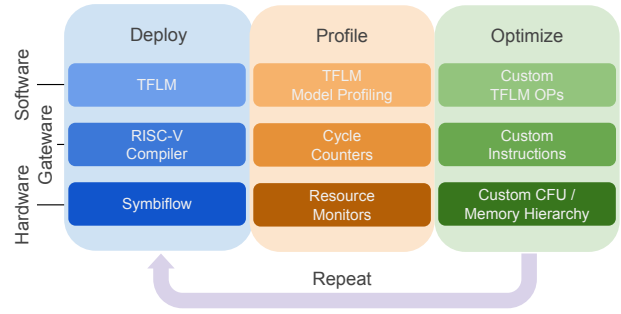 Deploy
Profile
Optimize
Software
TFLM
TFLM
Model Profiling
Custom
TFLM OPs
Gateware
RISC-V
Compiler
Cycle
Counters
Custom
Instructions
Hardware
Symbiflow
Resource
Monitors
Custom CFU /
Memory Hierarchy
Repeat